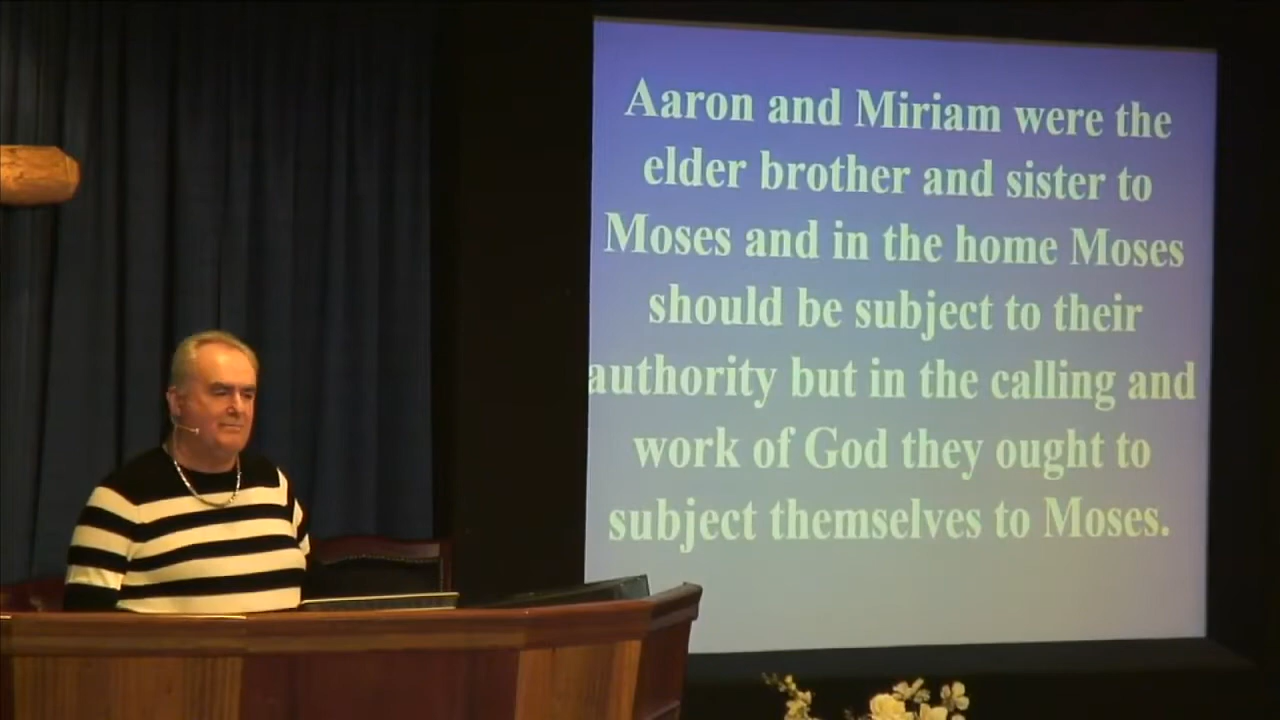 Aaron and Miriam were the
elder brother and sister to
Moses and in the home Moses
should be subject to their
authority but in the calling and
work of God they ought to
subject themselves to Moses.